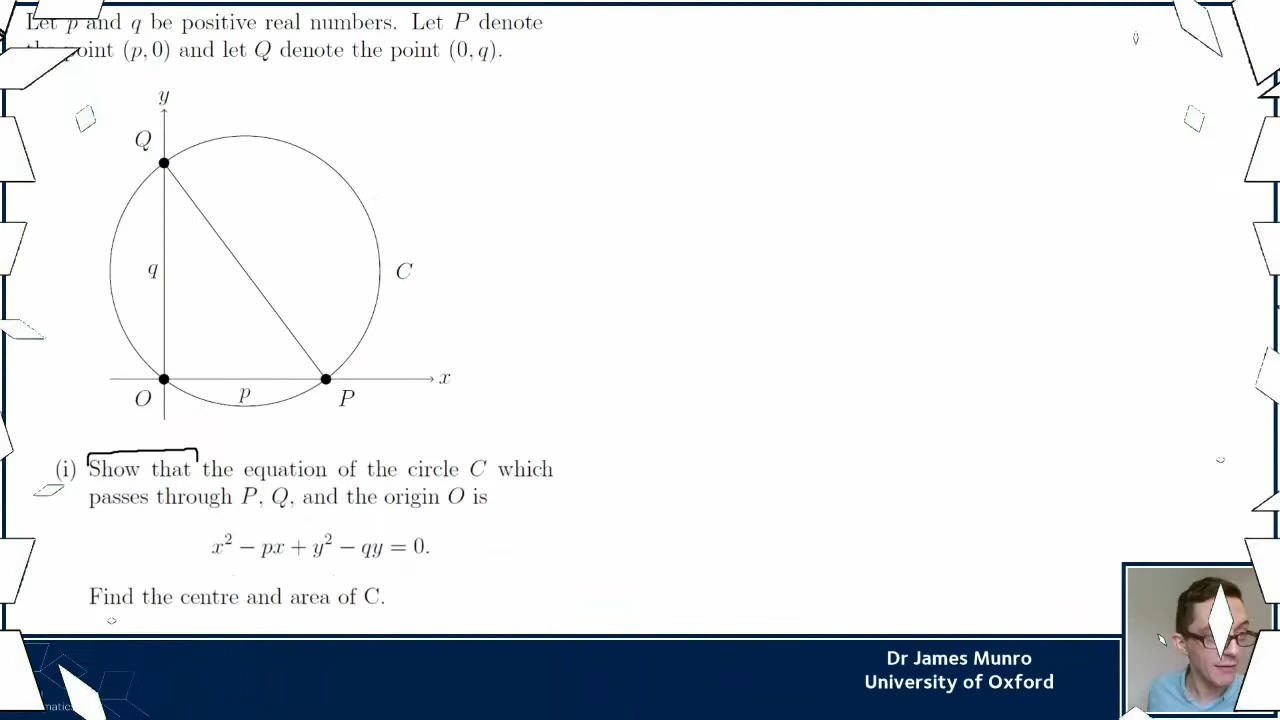 Let p and q be positive real numbers. Let P denote
the point (p, 0) and let Q denote the point (0, q).
y
Q
q
C
O
p
P
x
(i) Show that the equation of the circle C which
passes through P, Q, and the origin O is
x² − px + y² − qy = 0.
Find the centre and area of C.
Dr James Munro
University of Oxford